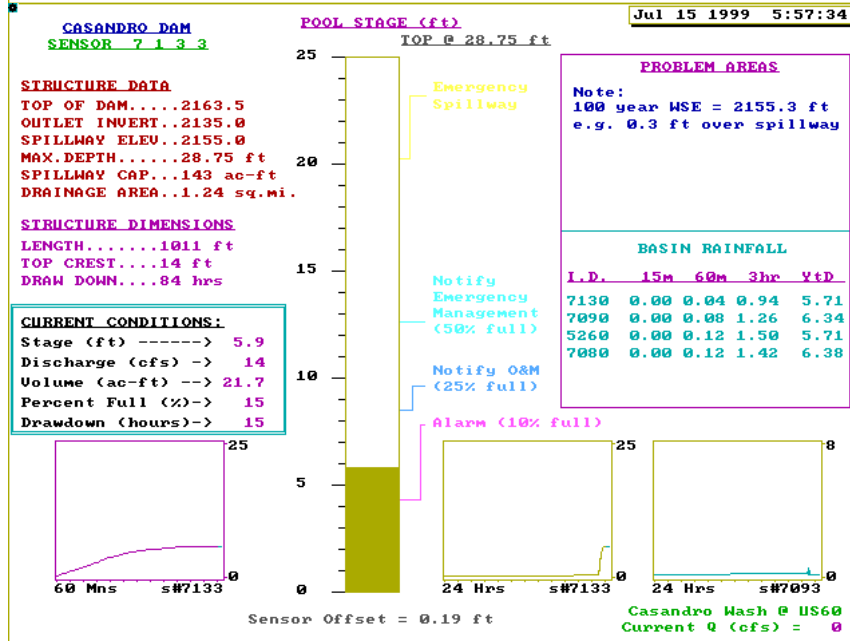 Jul 15 1999 5:57:34
CASANDRO DAM
SENSOR 7 1 3 3
STRUCTURE DATA
TOP OF DAM.....2163.5
OUTLET INVERT..2135.0
SPILLWAY ELEV..2155.0
MAX.DEPTH......28.75 ft
SPILLWAY CAP...143 ac-ft
DRAINAGE AREA..1.24 sq.mi.
STRUCTURE DIMENSIONS
LENGTH.......1011 ft
TOP CREST....14 ft
DRAW DOWN....84 hrs
CURRENT CONDITIONS:
Stage (ft) ------> 5.9
Discharge (cfs) -> 14
Volume (ac-ft) --> 21.7
Percent Full (%)-> 15
Drawdown (hours)-> 15
POOL STAGE (ft)
TOP @ 28.75 ft
25
20
15
10
5
0
Emergency
Spillway
Notify
Emergency
Management
(50% full)
Notify O&M
(25% full)
Alarm (10% full)
PROBLEM AREAS
Note:
100 year WSE = 2155.3 ft
e.g. 0.3 ft over spillway
BASIN RAINFALL
I.D. 15m 60m 3hr YtD
7130 0.00 0.04 0.94 5.71
7090 0.00 0.08 1.26 6.34
5260 0.00 0.12 1.50 5.71
7080 0.00 0.12 1.42 6.38
25
0
60 Mns s#7133
25
0
24 Hrs s#7133
8
0
24 Hrs s#7093
Sensor Offset = 0.19 ft
Casandro Wash @ US60
Current Q (cfs) = 0